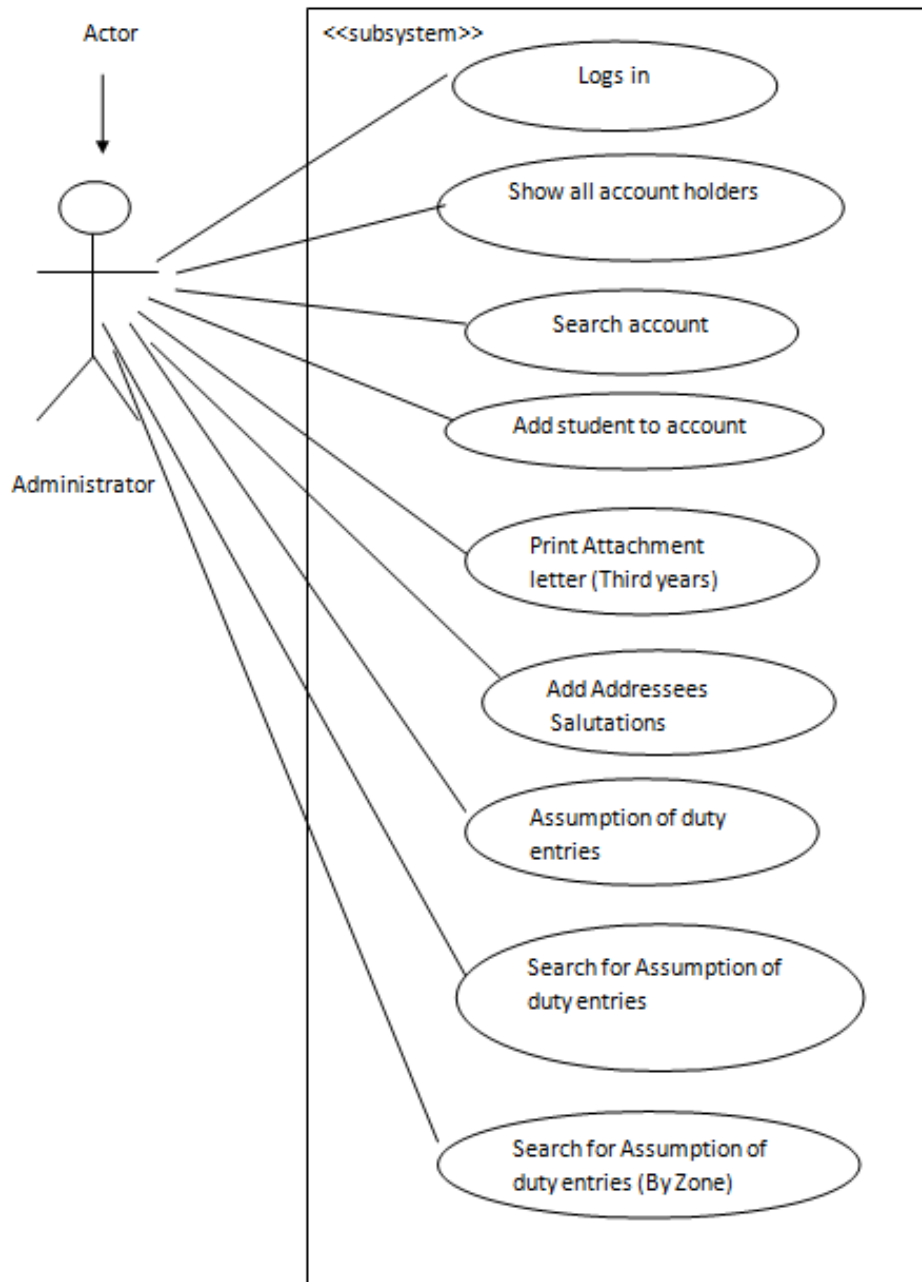 Actor
<<subsystem>>
Logs in
Show all account holders
Search account
Add student to account
Administrator
Print Attachment
letter (Third years)
Add Addressees
Salutations
Assumption of duty
entries
Search for Assumption of
duty entries
Search for Assumption of
duty entries (By Zone)